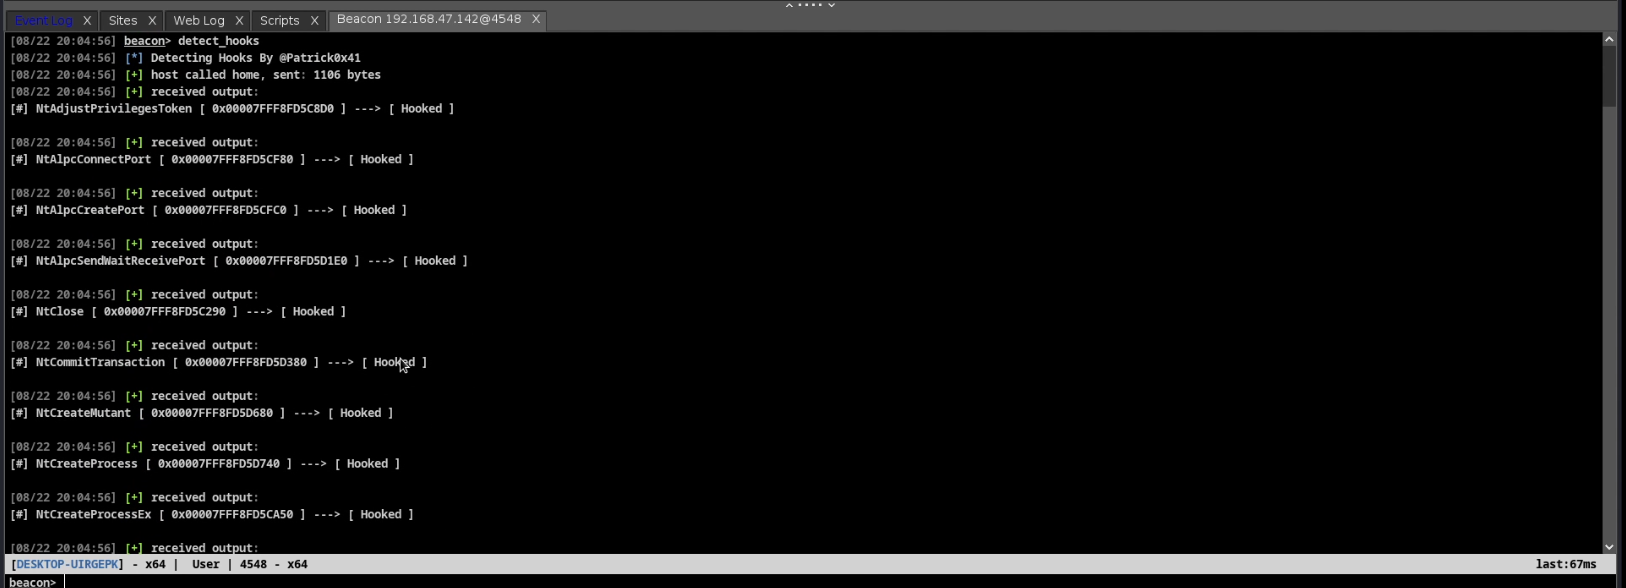 Event Log X Sites X Web Log X Scripts X Beacon 192.168.47.142@4548 X
[08/22 20:04:56] beacon> detect_hooks
[08/22 20:04:56] [*] Detecting Hooks By @Patrick0x41
[08/22 20:04:56] [+] host called home, sent: 1106 bytes
[08/22 20:04:56] [+] received output:
[#] NtAdjustPrivilegesToken [ 0x00007FFF8FD5C8D0 ] ---> [ Hooked ]
[08/22 20:04:56] [+] received output:
[#] NtAlpcConnectPort [ 0x00007FFF8FD5CF80 ] ---> [ Hooked ]
[08/22 20:04:56] [+] received output:
[#] NtAlpcCreatePort [ 0x00007FFF8FD5CFC0 ] ---> [ Hooked ]
[08/22 20:04:56] [+] received output:
[#] NtAlpcSendWaitReceivePort [ 0x00007FFF8FD5D1E0 ] ---> [ Hooked ]
[08/22 20:04:56] [+] received output:
[#] NtClose [ 0x00007FFF8FD5C290 ] ---> [ Hooked ]
[08/22 20:04:56] [+] received output:
[#] NtCommitTransaction [ 0x00007FFF8FD5D380 ] ---> [ Hooked ]
[08/22 20:04:56] [+] received output:
[#] NtCreateMutant [ 0x00007FFF8FD5D680 ] ---> [ Hooked ]
[08/22 20:04:56] [+] received output:
[#] NtCreateProcess [ 0x00007FFF8FD5D740 ] ---> [ Hooked ]
[08/22 20:04:56] [+] received output:
[#] NtCreateProcessEx [ 0x00007FFF8FD5CA50 ] ---> [ Hooked ]
[08/22 20:04:56] [+] received output:
[DESKTOP-UIRGEPK] - x64 | User | 4548 - x64 last:67ms
beacon>